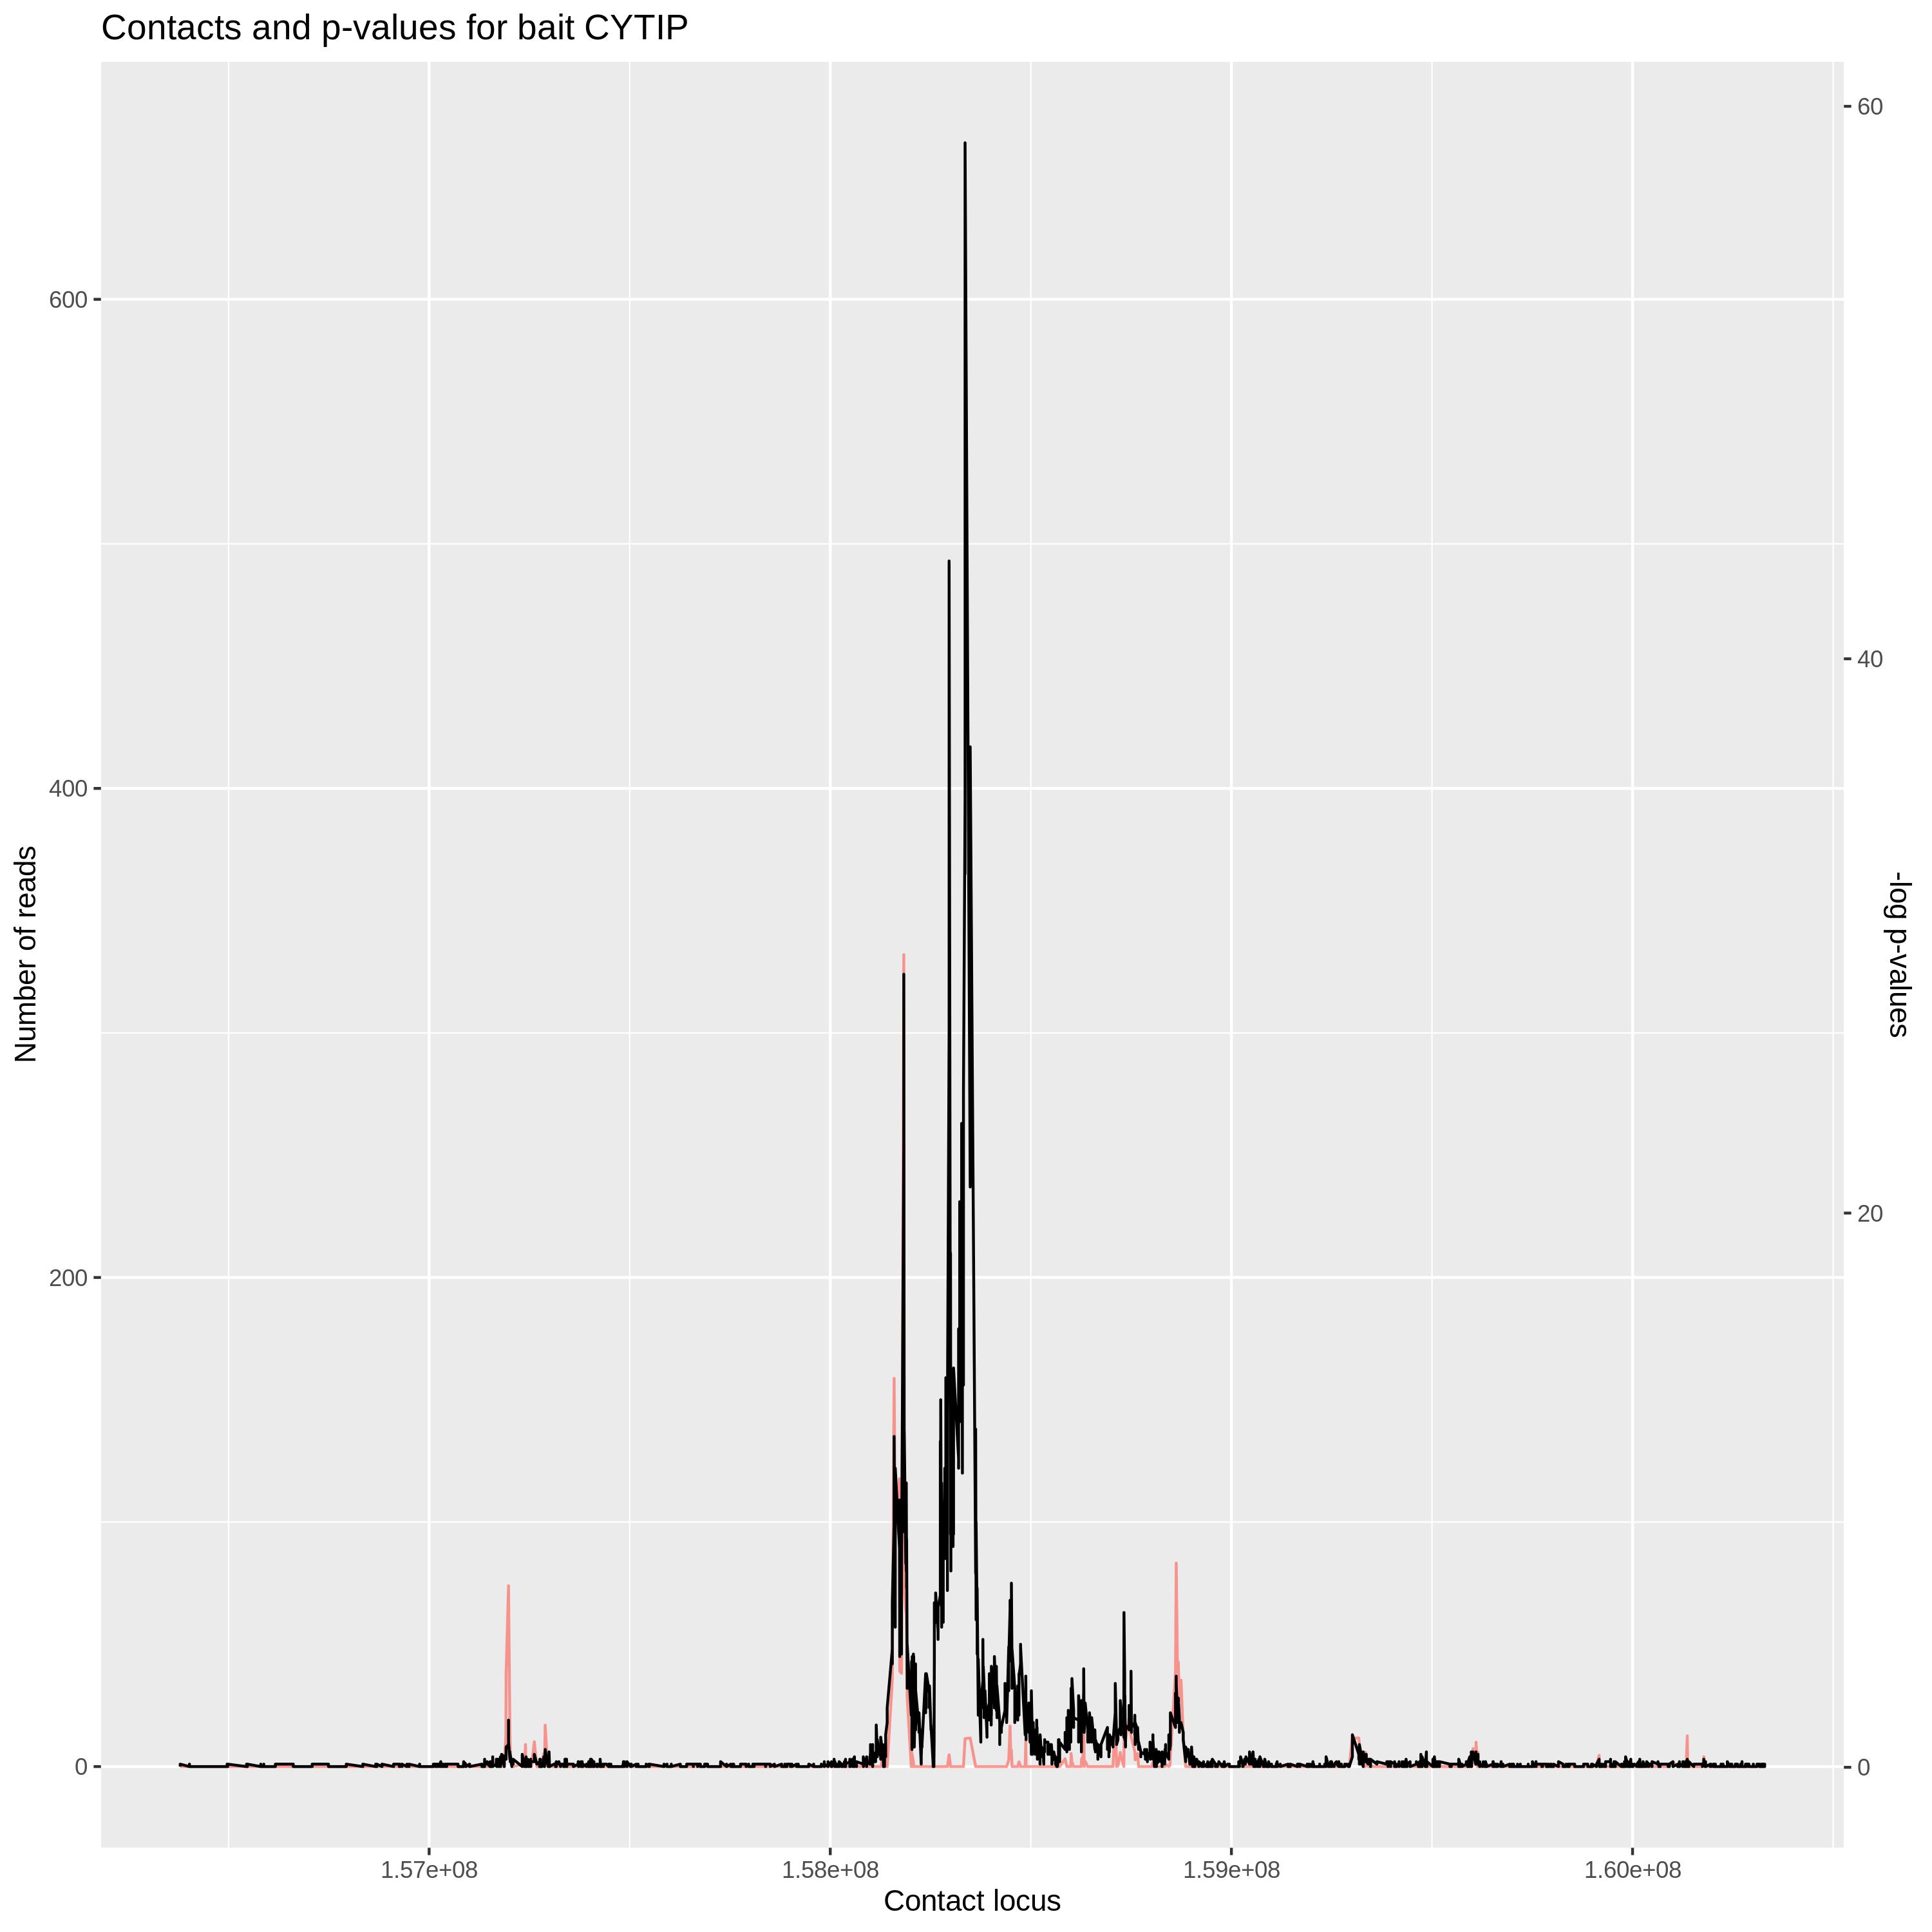 Contacts and p-values for bait CYTIP
Number of reads
600
400
200
0
60
40
20
0
-log p-values
1.57e+08
1.58e+08
1.59e+08
1.60e+08
Contact locus